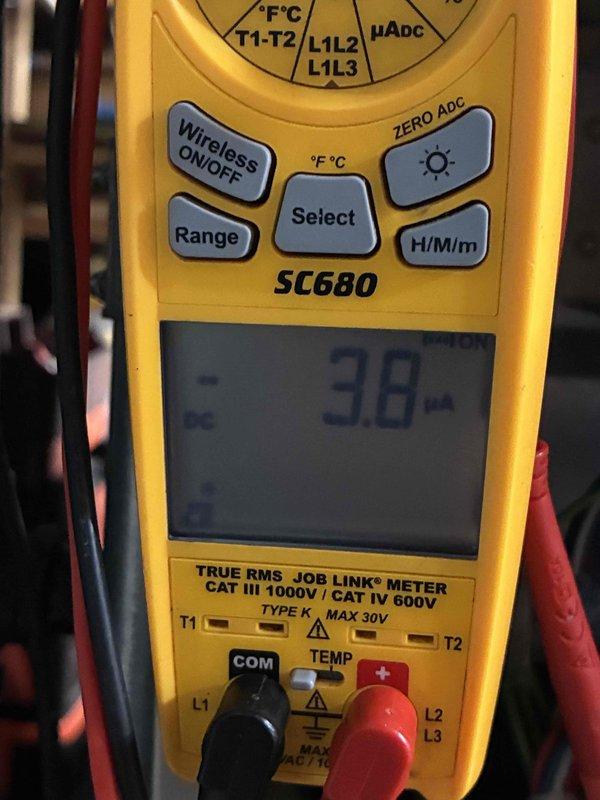 °F°C
T1-T2
L1L2
L1L3
µADC
Wireless
ON/OFF
ZERO ADC
°F °C
Range
Select
H/M/m
SC680
ON
- 3.8 µA
DC
TRUE RMS JOB LINK® METER
CAT III 1000V / CAT IV 600V
TYPE K MAX 30V
T1
T2
COM
TEMP
+
L1
L2
L3
MAX